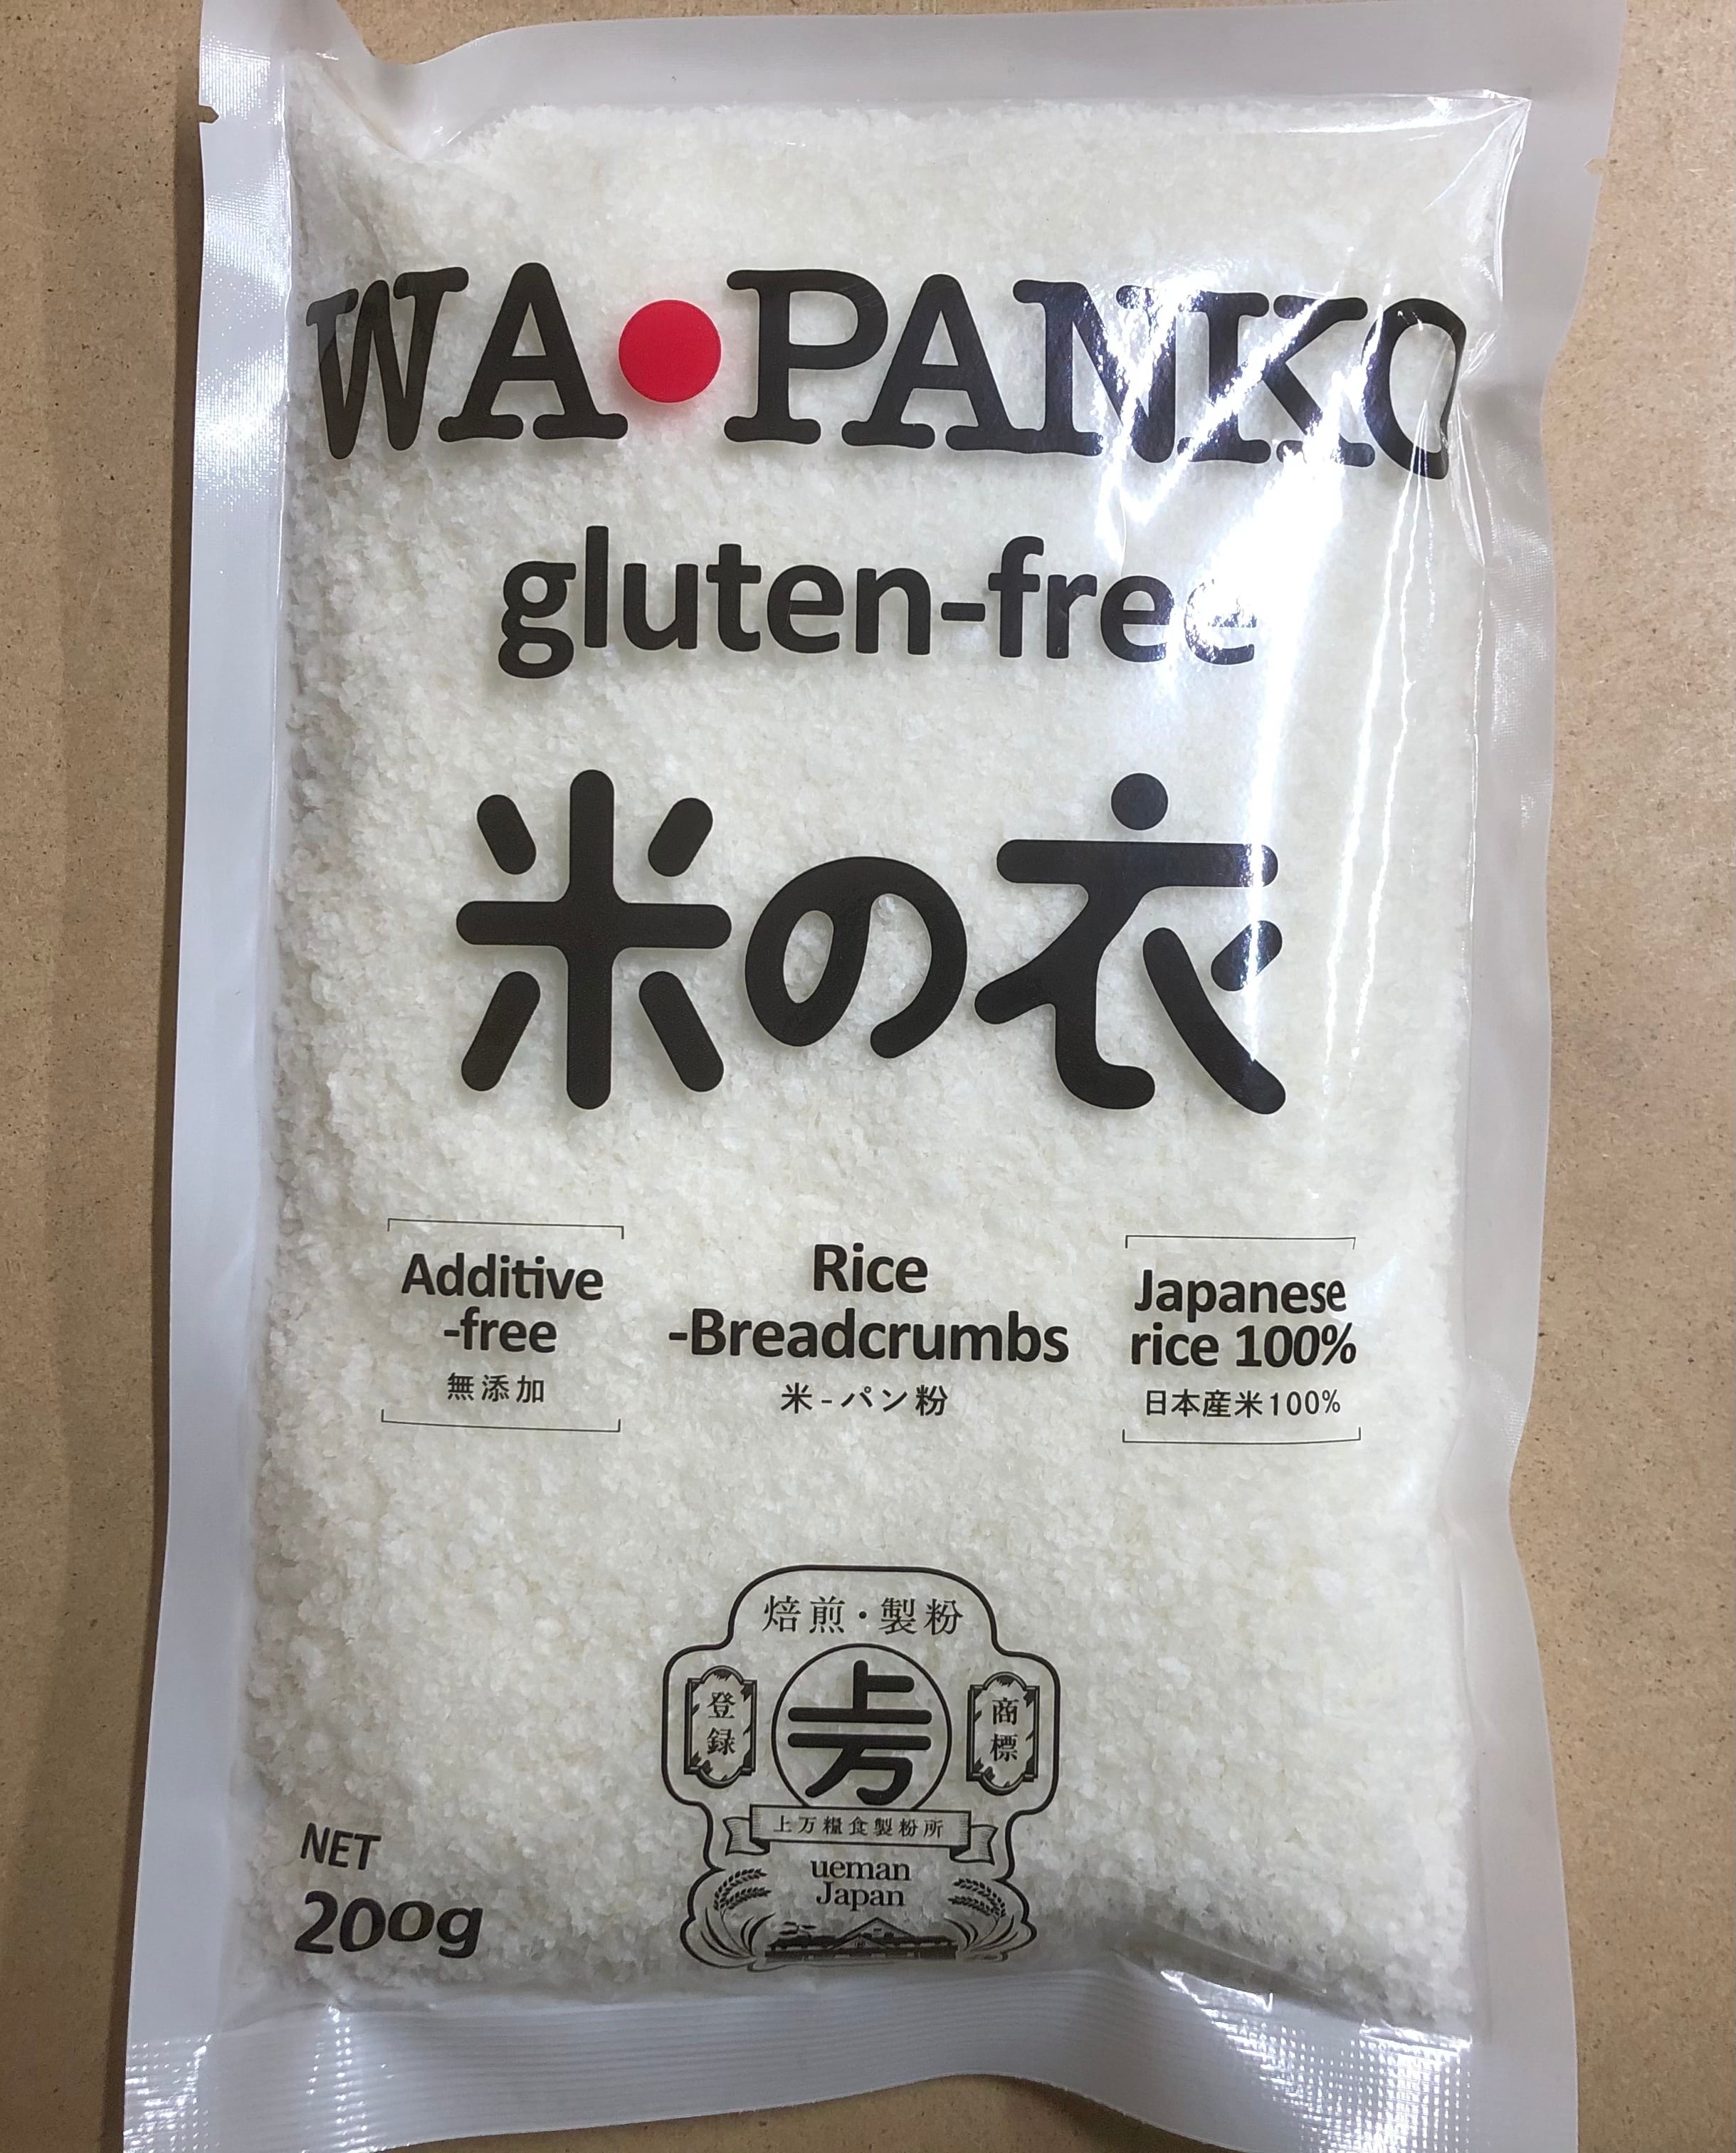 WA●PANKO
gluten-free
米の衣
Additive
-free
無添加
Rice
-Breadcrumbs
米-パン粉
Japanese
rice 100%
日本産米100%
焙煎・製粉
登録
上万
商標
上万糧食製粉所
ueman
Japan
NET
200g